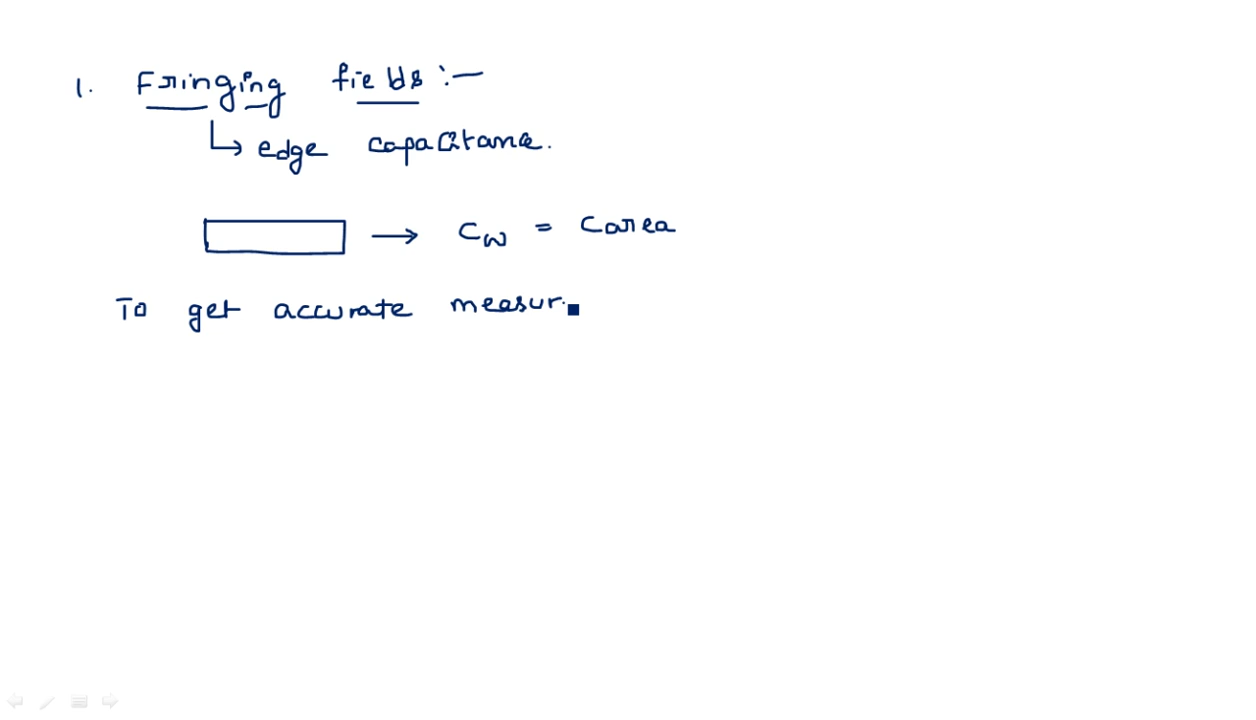 1. Fringing fields :-
↳ edge capacitance.
→ Cw = Carea
To get accurate measur